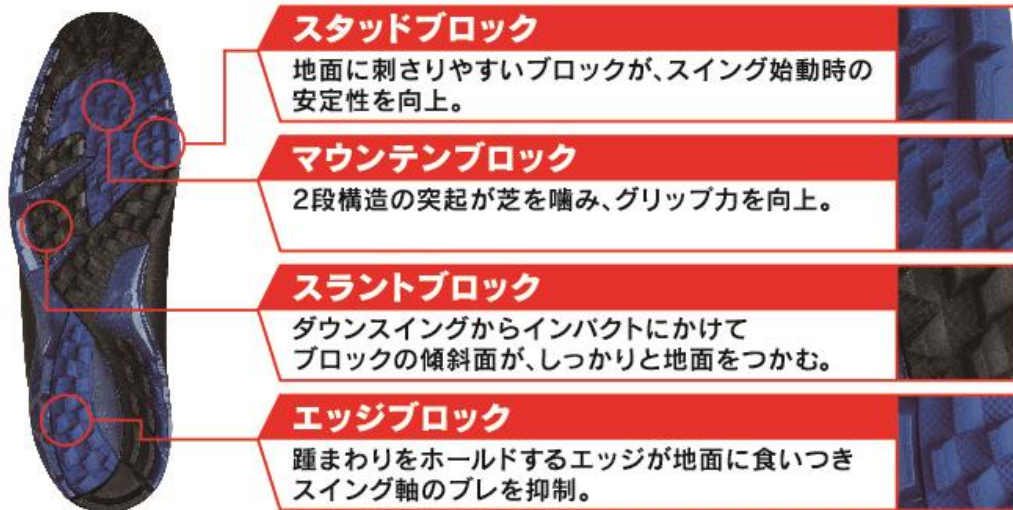 スタッドブロック
地面に刺さりやすいブロックが、スイング始動時の
安定性を向上。
マウンテンブロック
2段構造の突起が芝を噛み、グリップ力を向上。
スラントブロック
ダウンスイングからインパクトにかけて
ブロックの傾斜面が、しっかりと地面をつかむ。
エッジブロック
踵まわりをホールドするエッジが地面に食いつき
スイング軸のブレを抑制。